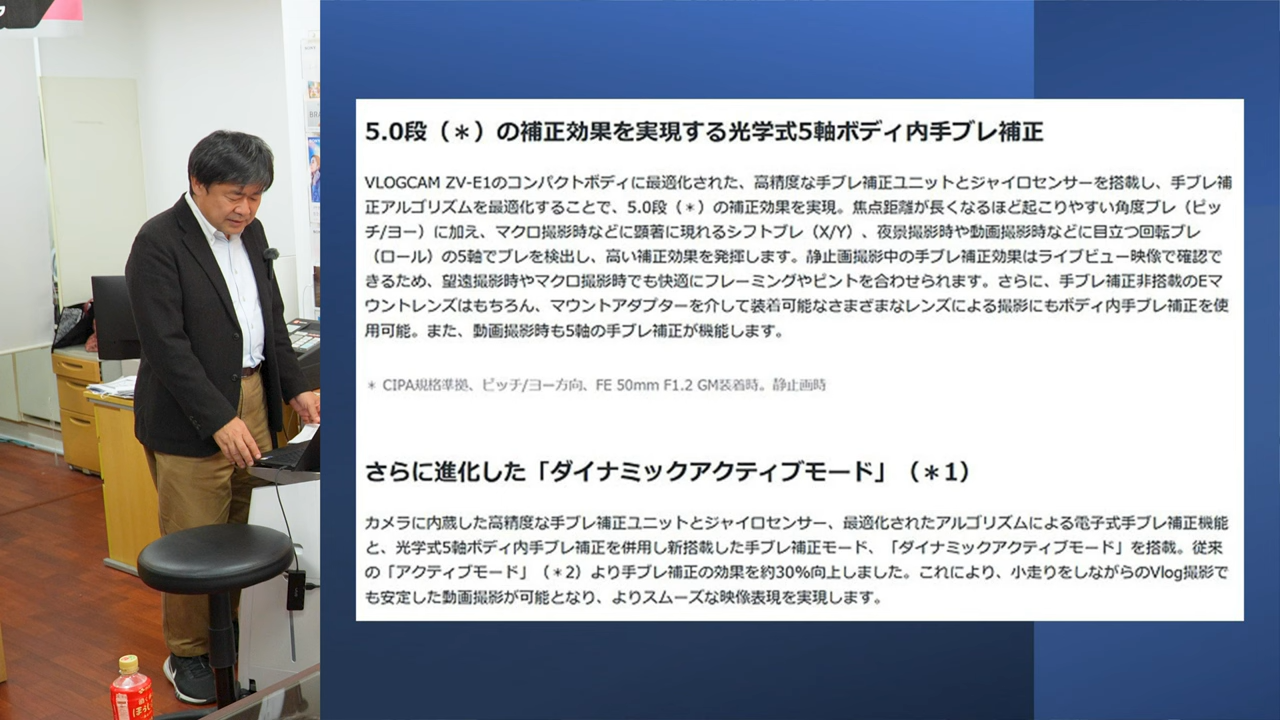 5.0段（＊）の補正効果を実現する光学式5軸ボディ内手ブレ補正
VLOGCAM ZV-E1のコンパクトボディに最適化された、高精度な手ブレ補正ユニットとジャイロセンサーを搭載し、手ブレ補
正アルゴリズムを最適化することで、5.0段（＊）の補正効果を実現。焦点距離が長くなるほど起こりやすい角度ブレ（ピッ
チ/ヨー）に加え、マクロ撮影時などに顕著に現れるシフトブレ（X/Y）、夜景撮影時や動画撮影時などに目立つ回転ブレ
（ロール）の5軸でブレを検出し、高い補正効果を発揮します。静止画撮影中の手ブレ補正効果はライブビュー映像で確認で
きるため、望遠撮影時やマクロ撮影時でも快適にフレーミングやピントを合わせられます。さらに、手ブレ補正非搭載のEマ
ウントレンズはもちろん、マウントアダプターを介して装着可能なさまざまなレンズによる撮影にもボディ内手ブレ補正を使
用可能。また、動画撮影時も5軸の手ブレ補正が機能します。
＊ CIPA規格準拠、ピッチ/ヨー方向、FE 50mm F1.2 GM装着時。静止画時
さらに進化した「ダイナミックアクティブモード」（＊1）
カメラに内蔵した高精度な手ブレ補正ユニットとジャイロセンサー、最適化されたアルゴリズムによる電子式手ブレ補正機能
と、光学式5軸ボディ内手ブレ補正を併用し新搭載した手ブレ補正モード、「ダイナミックアクティブモード」を搭載。従来
の「アクティブモード」（＊2）より手ブレ補正の効果を約30%向上しました。これにより、小走りをしながらのVlog撮影で
も安定した動画撮影が可能となり、よりスムーズな映像表現を実現します。